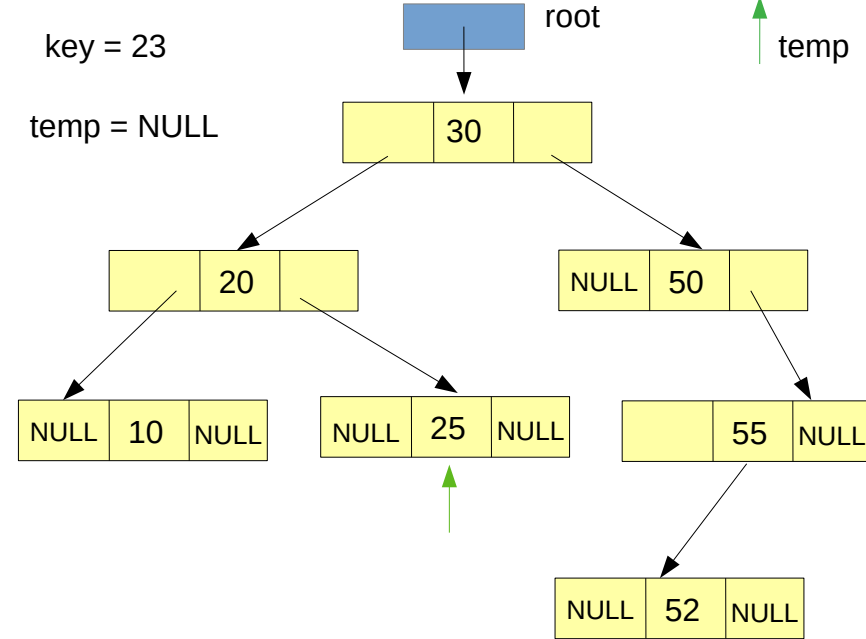 root
key = 23
temp
temp = NULL
30
20
NULL 50
NULL 10 NULL
NULL 25 NULL
55 NULL
NULL 52 NULL